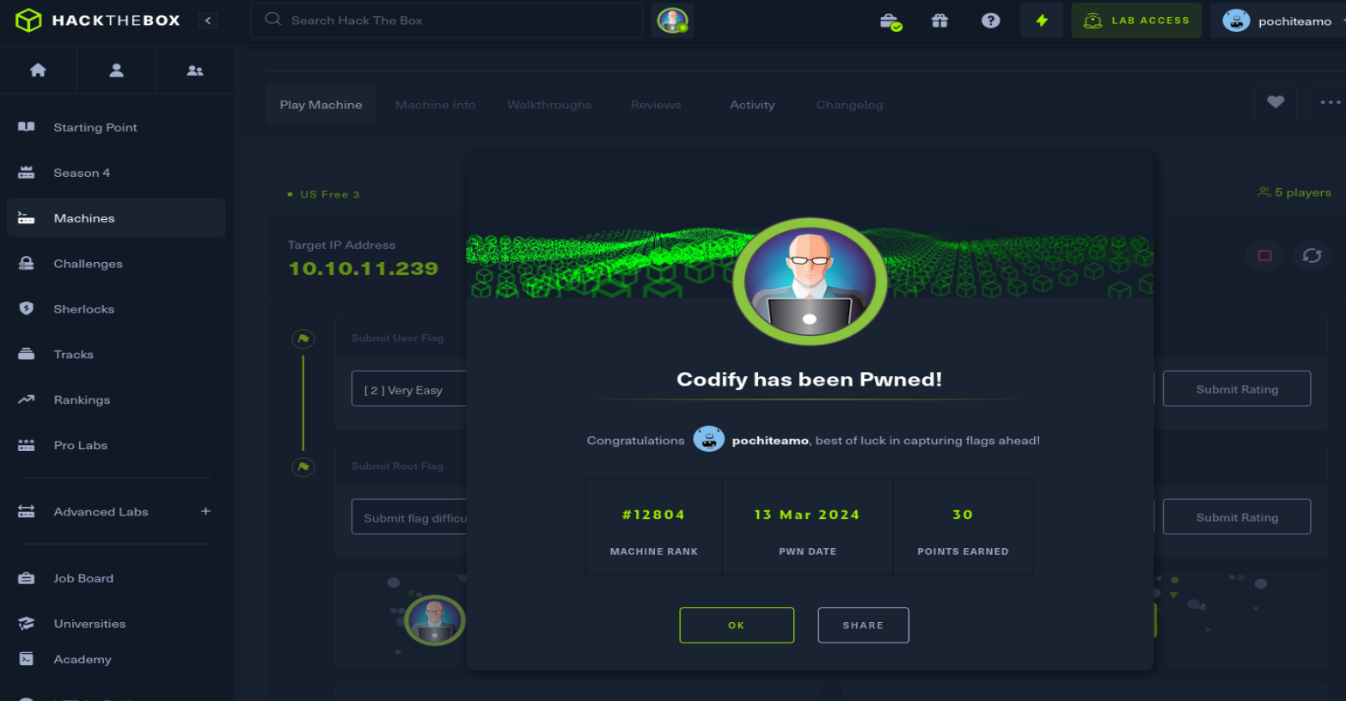 HACKTHEBOX
Search Hack The Box
LAB ACCESS
pochiteamo
Play Machine
Machine Info
Walkthroughs
Reviews
Activity
Changelog
Starting Point
Season 4
Machines
Challenges
Sherlocks
Tracks
Rankings
Pro Labs
Advanced Labs +
Job Board
Universities
Academy
US Free 3
5 players
Target IP Address
10.10.11.239
Submit User Flag
[ 2 ] Very Easy
Submit Rating
Submit Root Flag
Submit flag difficu
Submit Rating
Codify has been Pwned!
Congratulations pochiteamo, best of luck in capturing flags ahead!
#12804
13 Mar 2024
30
MACHINE RANK
PWN DATE
POINTS EARNED
OK
SHARE